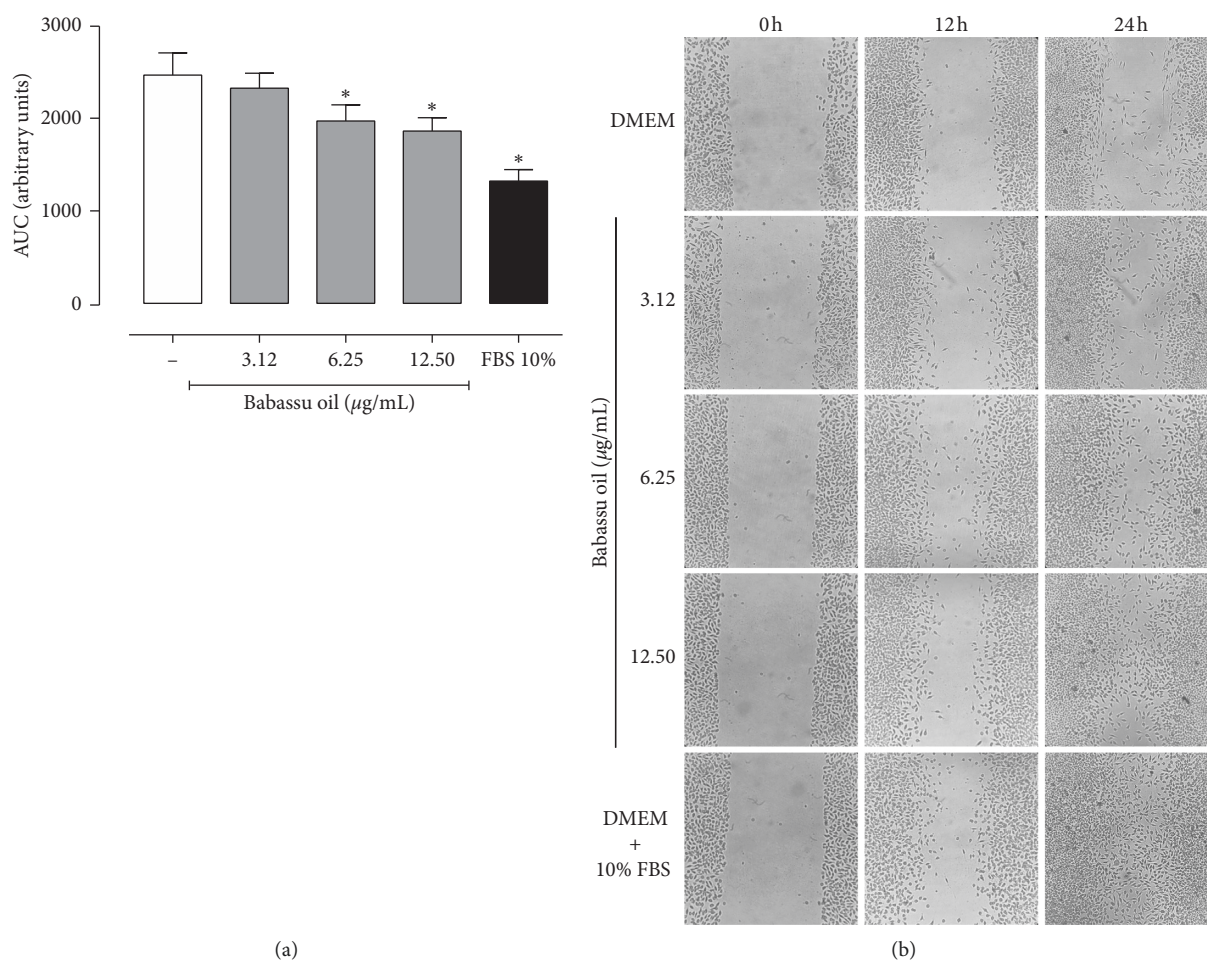 3000
2000
1000
0
AUC (arbitrary units)
*
*
*
–
3.12
6.25
12.50
FBS 10%
Babassu oil (μg/mL)
(a)
0 h
12 h
24 h
DMEM
3.12
6.25
12.50
Babassu oil (μg/mL)
DMEM
+
10% FBS
(b)